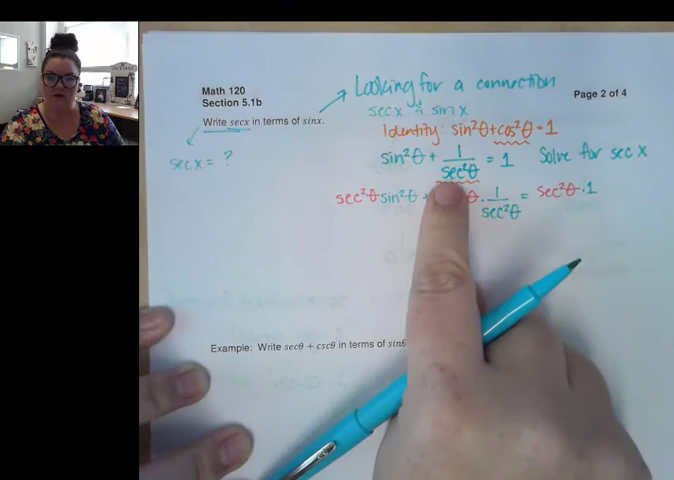 Math 120
Section 5.1b
Page 2 of 4
Looking for a connection
secx & sinx
Write secx in terms of sinx.
Identity: sin²θ+cos²θ=1
secx = ?
sin²θ + 1/sec²θ = 1 Solve for sec x
sec²θ sin²θ + θ · 1/sec²θ = sec²θ · 1
Example: Write secθ + cscθ in terms of sinθ